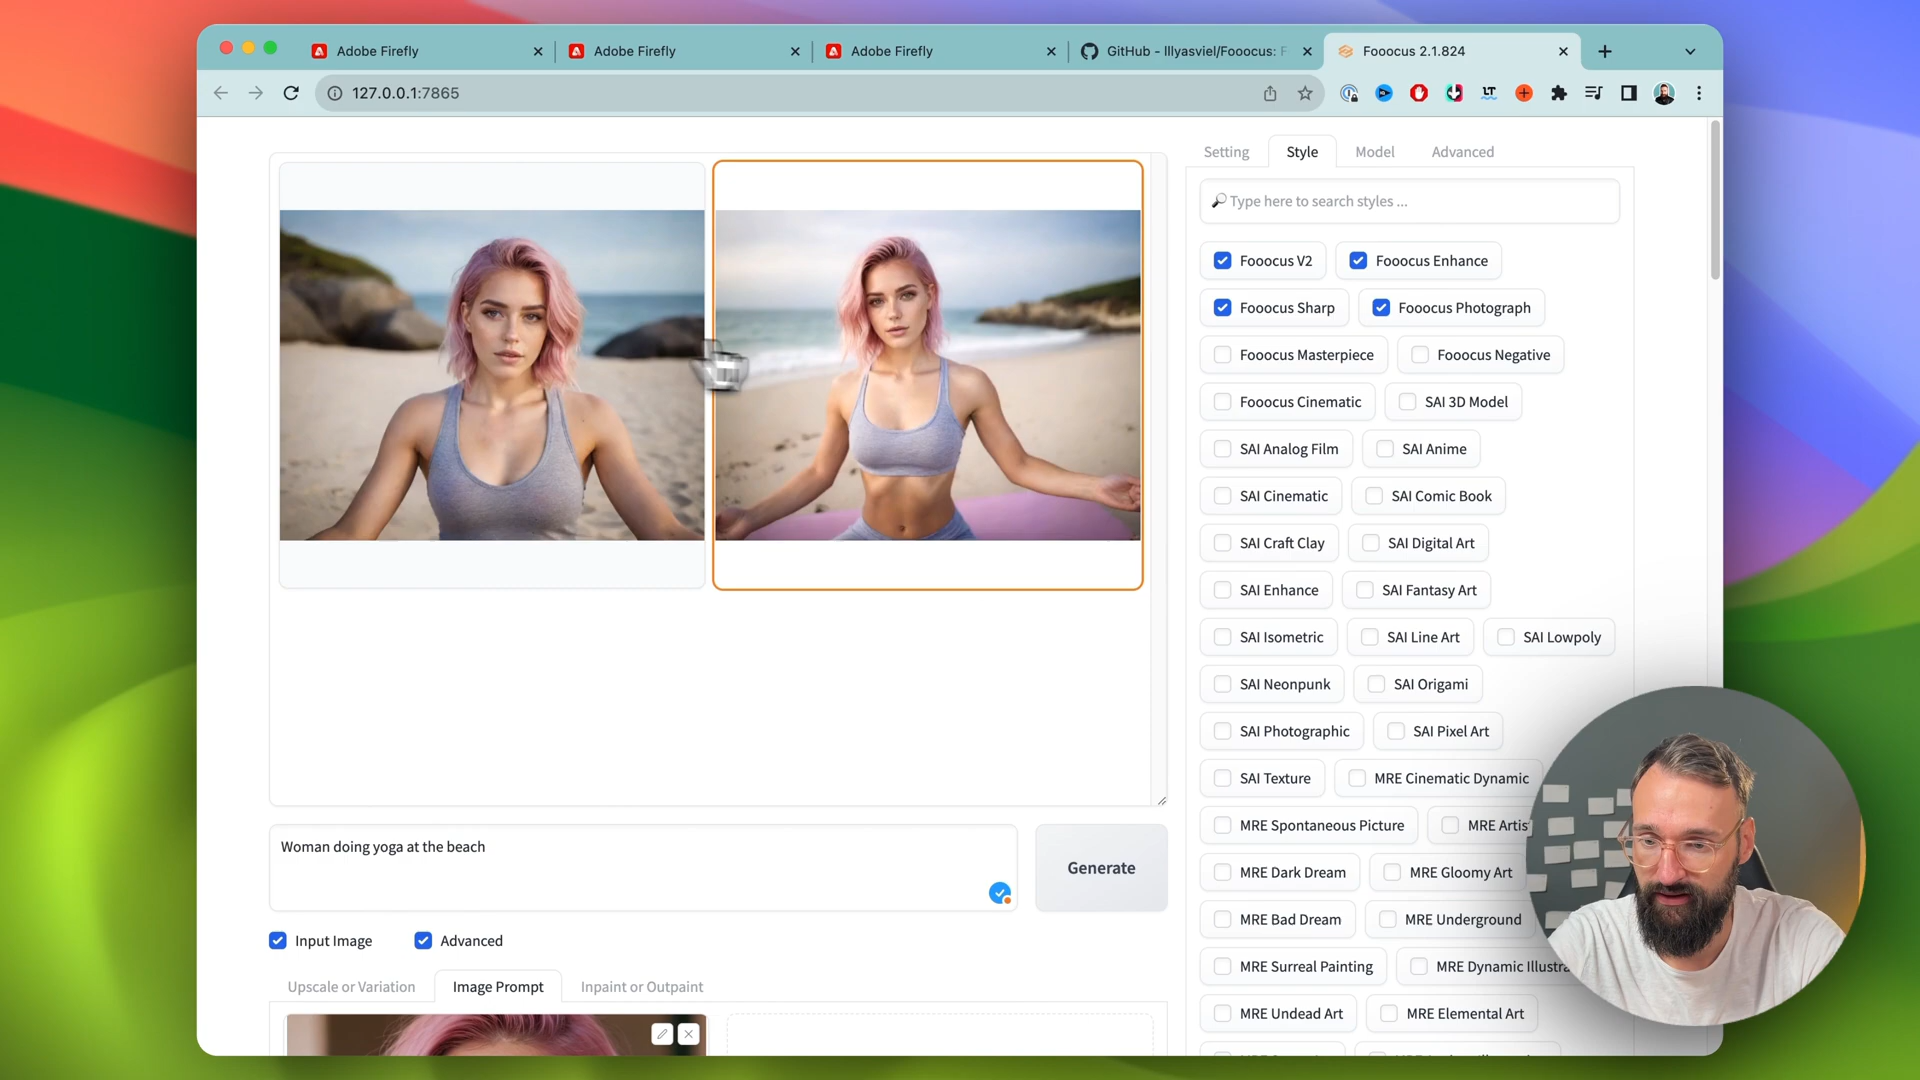 Adobe Firefly
Adobe Firefly
Adobe Firefly
GitHub - lllyasviel/Fooocus: F
Fooocus 2.1.824
127.0.0.1:7865
LT
Setting
Style
Model
Advanced
Type here to search styles ...
Fooocus V2
Fooocus Enhance
Fooocus Sharp
Fooocus Photograph
Fooocus Masterpiece
Fooocus Negative
Fooocus Cinematic
SAI 3D Model
SAI Analog Film
SAI Anime
SAI Cinematic
SAI Comic Book
SAI Craft Clay
SAI Digital Art
SAI Enhance
SAI Fantasy Art
SAI Isometric
SAI Line Art
SAI Lowpoly
SAI Neonpunk
SAI Origami
SAI Photographic
SAI Pixel Art
SAI Texture
MRE Cinematic Dynamic
MRE Spontaneous Picture
MRE Artis
MRE Dark Dream
MRE Gloomy Art
MRE Bad Dream
MRE Underground
MRE Surreal Painting
MRE Dynamic Illustra
MRE Undead Art
MRE Elemental Art
Woman doing yoga at the beach
Generate
Input Image
Advanced
Upscale or Variation
Image Prompt
Inpaint or Outpaint